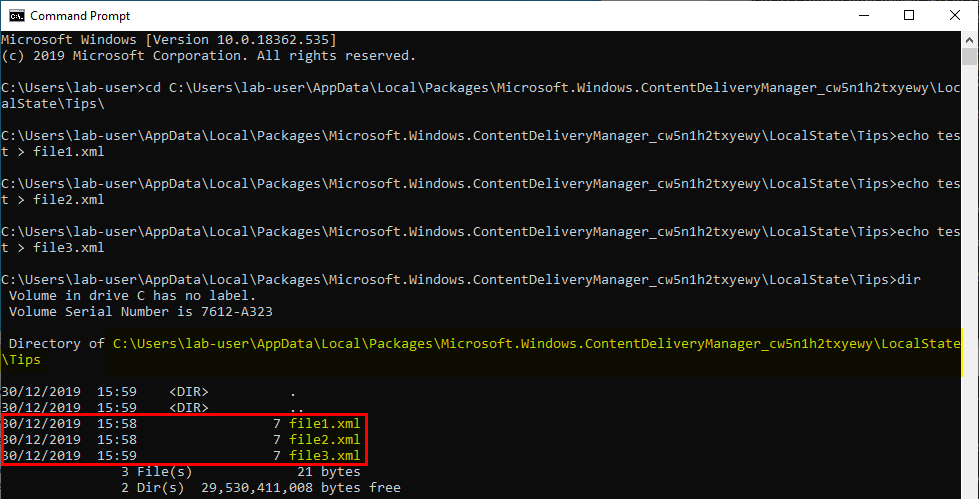 Command Prompt
Microsoft Windows [Version 10.0.18362.535]
(c) 2019 Microsoft Corporation. All rights reserved.
C:\Users\lab-user>cd C:\Users\lab-user\AppData\Local\Packages\Microsoft.Windows.ContentDeliveryManager_cw5n1h2txyewy\Loc
alState\Tips\
C:\Users\lab-user\AppData\Local\Packages\Microsoft.Windows.ContentDeliveryManager_cw5n1h2txyewy\LocalState\Tips>echo tes
t > file1.xml
C:\Users\lab-user\AppData\Local\Packages\Microsoft.Windows.ContentDeliveryManager_cw5n1h2txyewy\LocalState\Tips>echo tes
t > file2.xml
C:\Users\lab-user\AppData\Local\Packages\Microsoft.Windows.ContentDeliveryManager_cw5n1h2txyewy\LocalState\Tips>echo tes
t > file3.xml
C:\Users\lab-user\AppData\Local\Packages\Microsoft.Windows.ContentDeliveryManager_cw5n1h2txyewy\LocalState\Tips>dir
Volume in drive C has no label.
Volume Serial Number is 7612-A323
Directory of C:\Users\lab-user\AppData\Local\Packages\Microsoft.Windows.ContentDeliveryManager_cw5n1h2txyewy\LocalState
\Tips
30/12/2019  15:59    <DIR>          .
30/12/2019  15:59    <DIR>          ..
30/12/2019  15:58                 7 file1.xml
30/12/2019  15:58                 7 file2.xml
30/12/2019  15:59                 7 file3.xml
3 File(s)             21 bytes
2 Dir(s)  29,530,411,008 bytes free